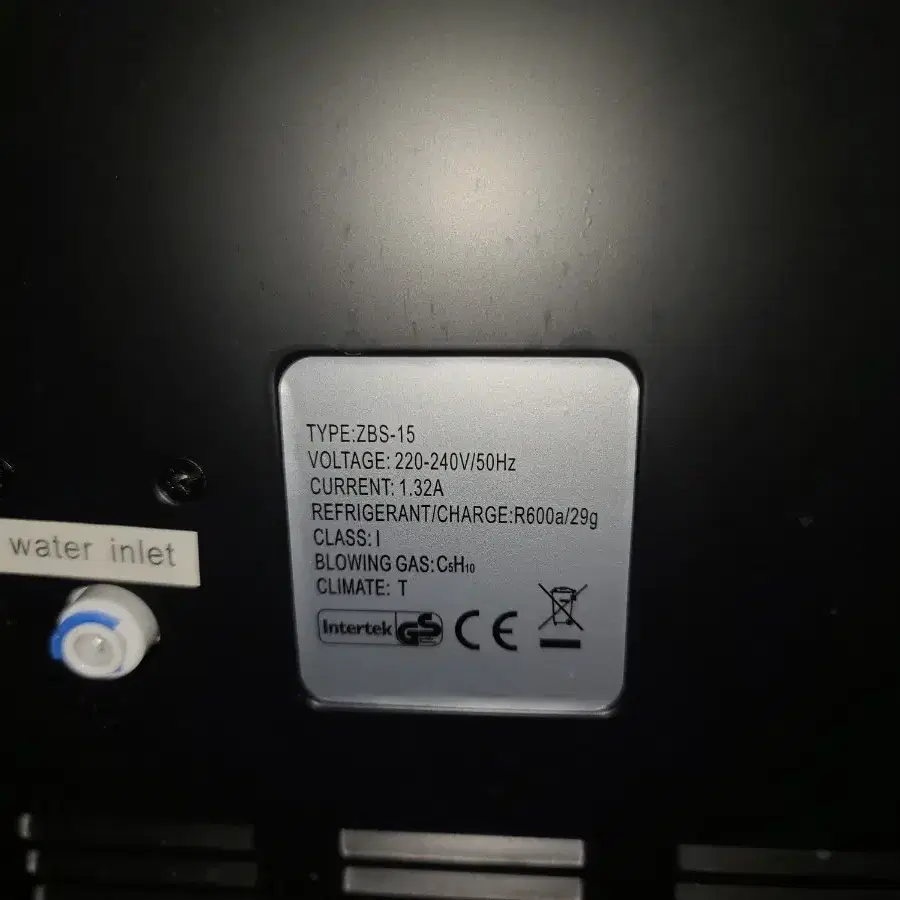 TYPE:ZBS-15
VOLTAGE: 220-240V/50Hz
CURRENT: 1.32A
REFRIGERANT/CHARGE:R600a/29g
CLASS: I
BLOWING GAS: C₅H₁₀
CLIMATE: T
Intertek GS CE
water inlet